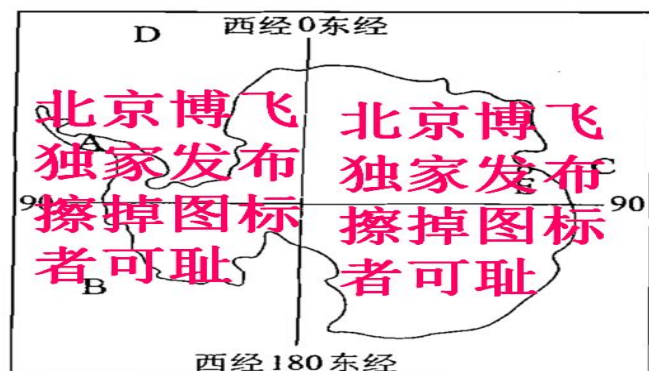 D
西经0东经
北京博飞
独家发布
擦掉图标
者可耻
北京博飞
独家发布
擦掉图标
者可耻
A
C
E
90
90
B
西经180东经